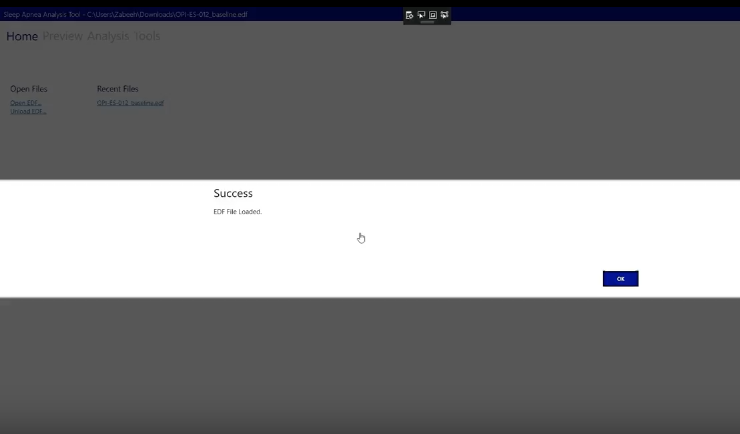 Sleep Apnea Analysis Tool - C:\Users\Zabeeh\Downloads\OPI-ES-012_baseline.edf
Home Preview Analysis Tools
Open Files Recent Files
Open EDF... OPI-ES-012_baseline.edf
Unload EDF...
Success
EDF File Loaded.
OK